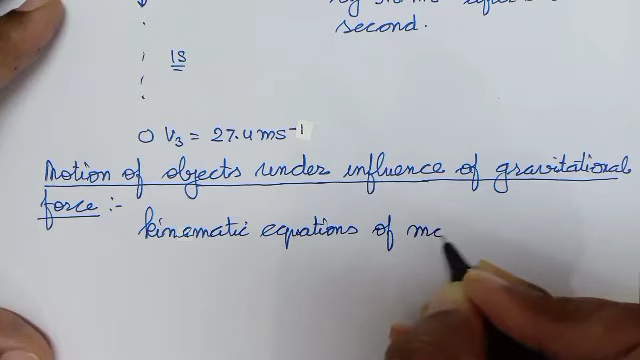 second.
1s
V₃ = 27.4 ms⁻¹
Motion of objects under influence of gravitational
force :-
kinematic equations of mo